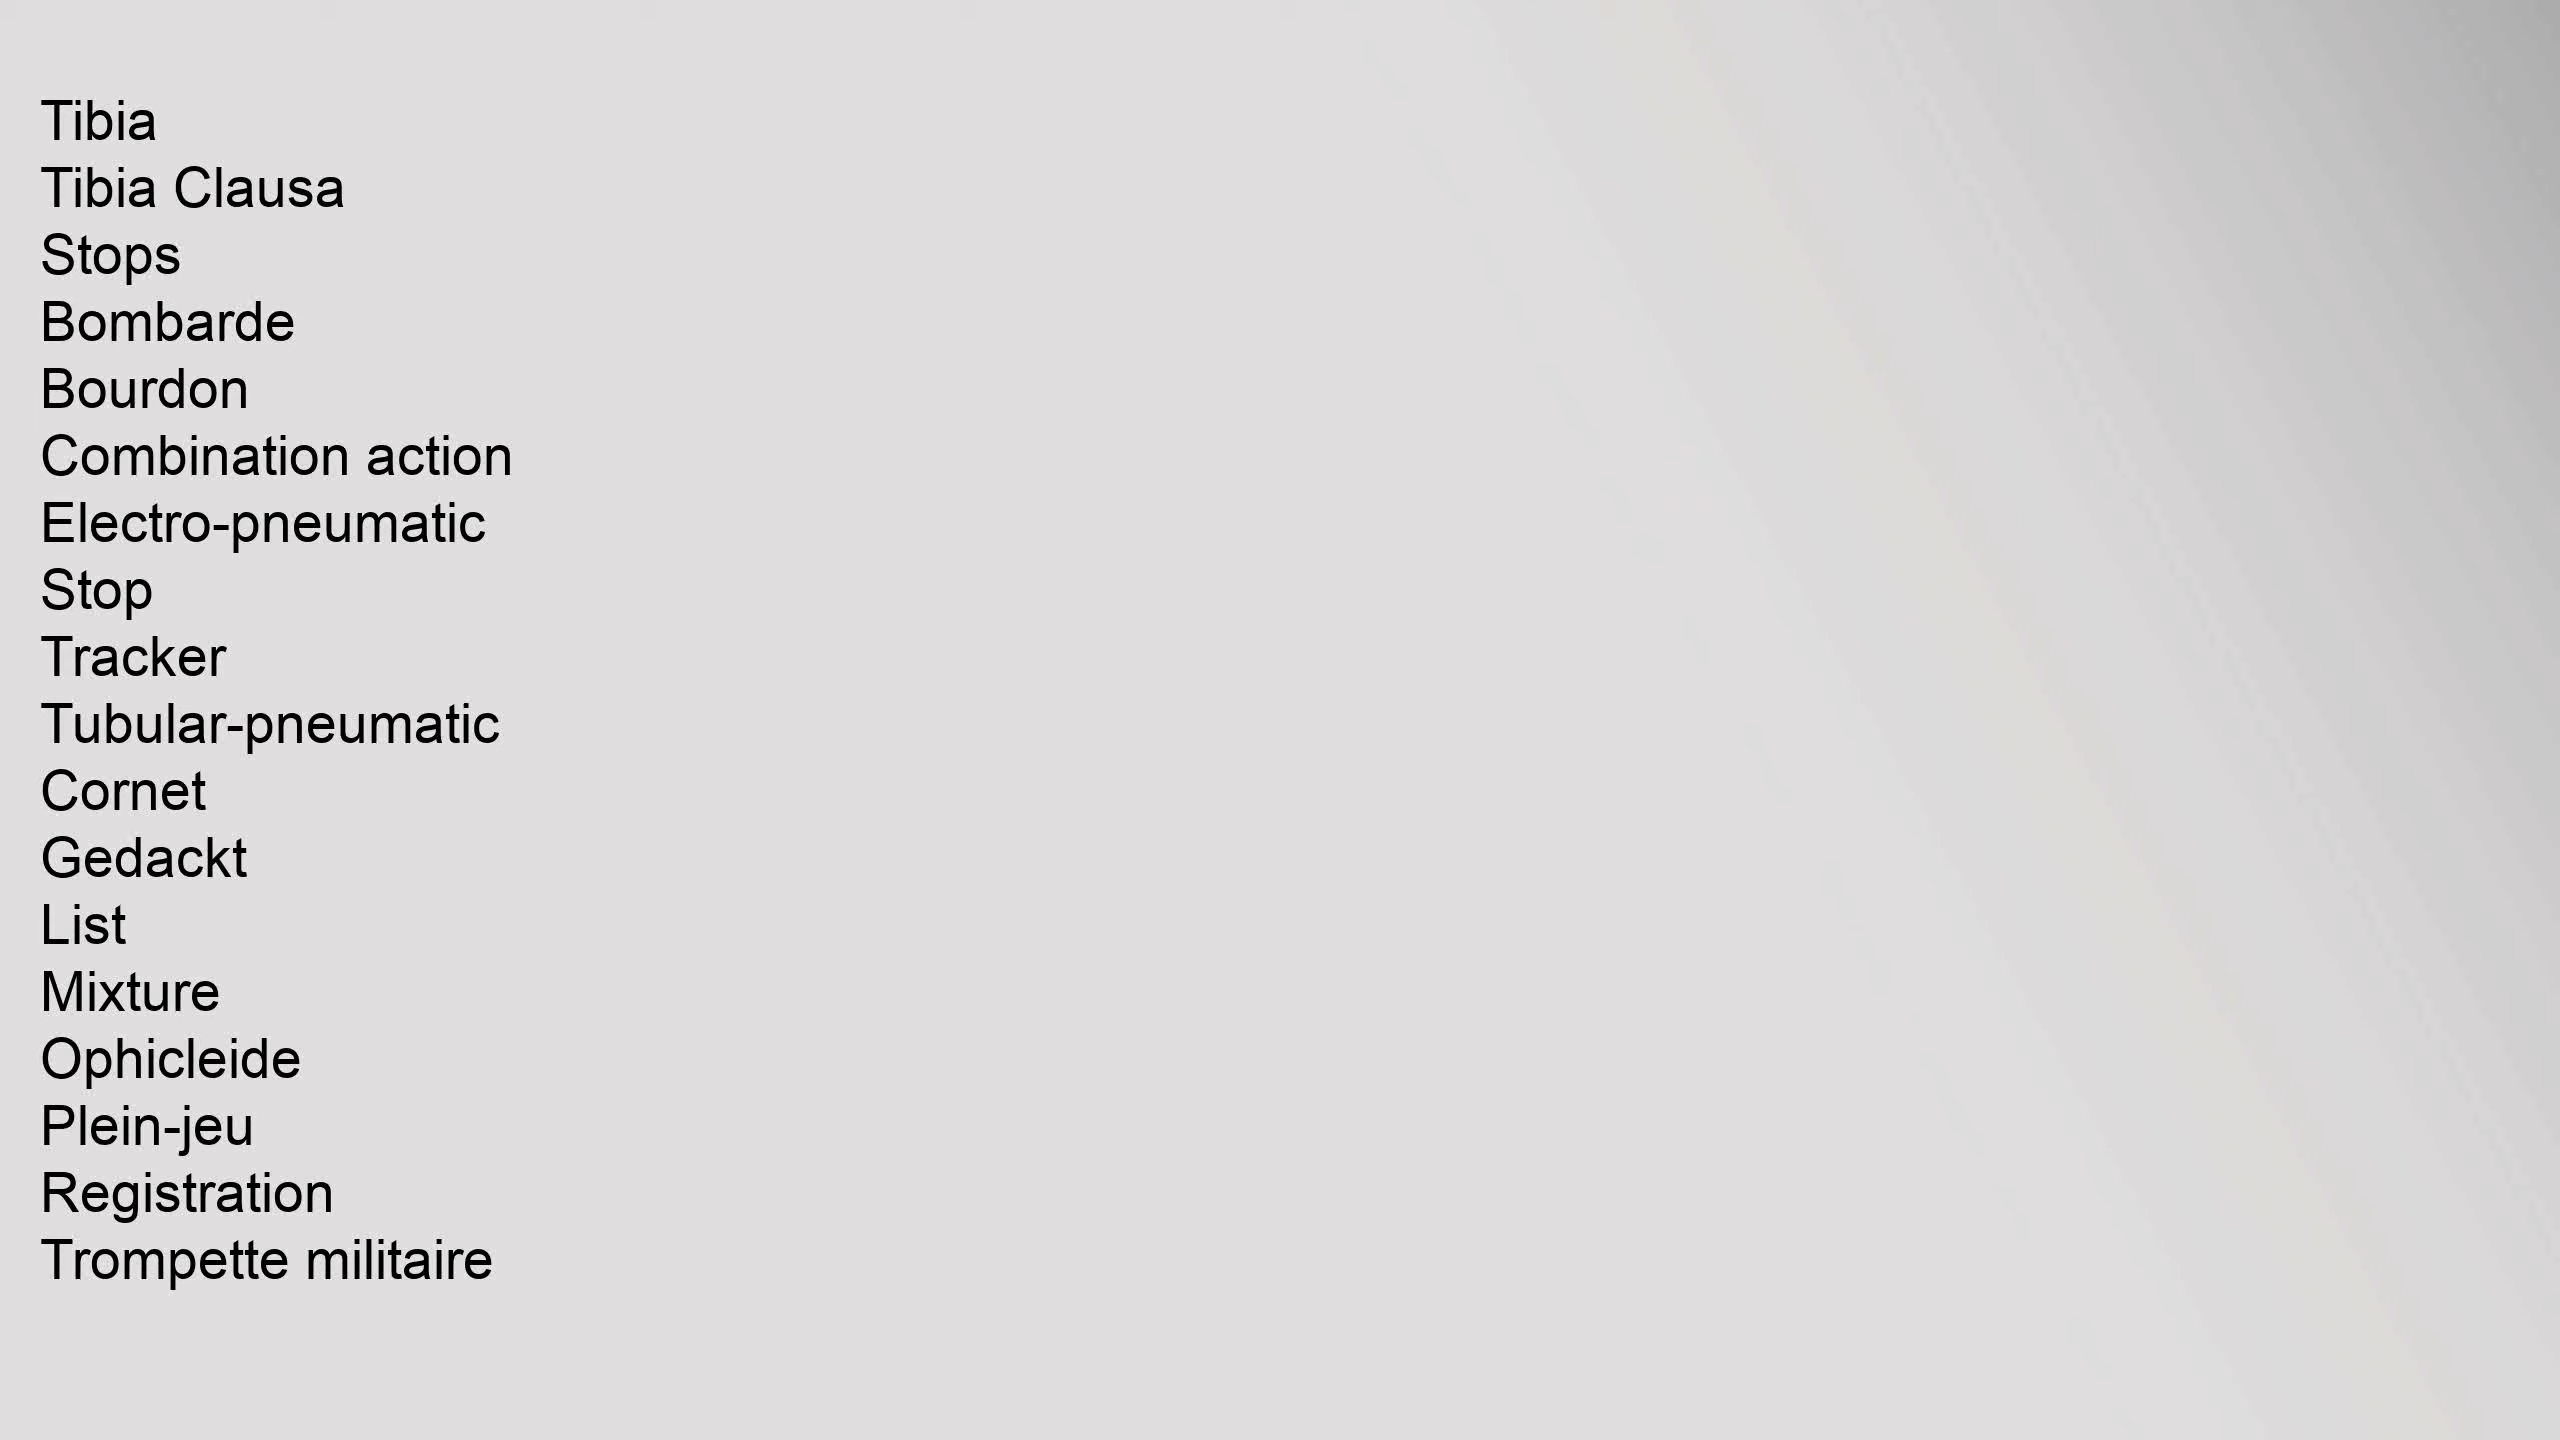 Tibia
Tibia Clausa
Stops
Bombarde
Bourdon
Combination action
Electro-pneumatic
Stop
Tracker
Tubular-pneumatic
Cornet
Gedackt
List
Mixture
Ophicleide
Plein-jeu
Registration
Trompette militaire